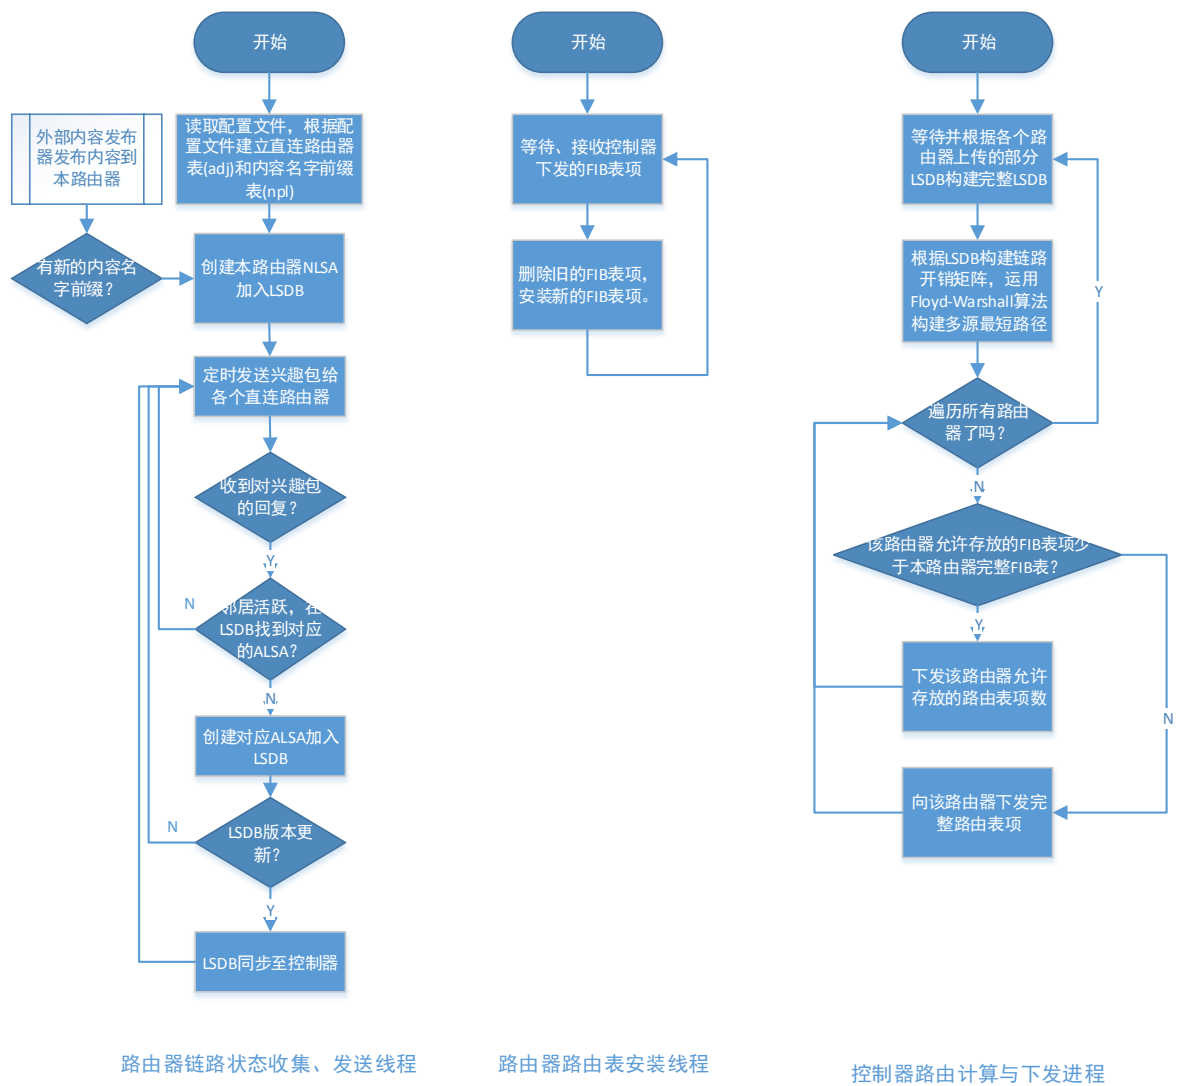 开始
外部内容发布
器发布内容到
本路由器
读取配置文件，根据配
置文件建立直连路由器
表(adj)和内容名字前缀
表(npl)
有新的内容名
字前缀？
创建本路由器NLSA
加入LSDB
定时发送兴趣包给
各个直连路由器
收到对兴趣包
的回复？
Y
N
邻居活跃，在
LSDB找到对应
的ALSA？
N
创建对应ALSA加入
LSDB
N
LSDB版本更
新？
Y
LSDB同步至控制器
路由器链路状态收集、发送线程
开始
等待、接收控制器
下发的FIB表项
删除旧的FIB表项，
安装新的FIB表项。
路由器路由表安装线程
开始
等待并根据各个路
由器上传的部分
LSDB构建完整LSDB
根据LSDB构建链路
开销矩阵，运用
Floyd-Warshall算法
构建多源最短路径
Y
遍历所有路由
器了吗？
N
该路由器允许存放的FIB表项少
于本路由器完整FIB表？
Y
下发该路由器允许
存放的路由表项数
N
向该路由器下发完
整路由表项
控制器路由计算与下发进程